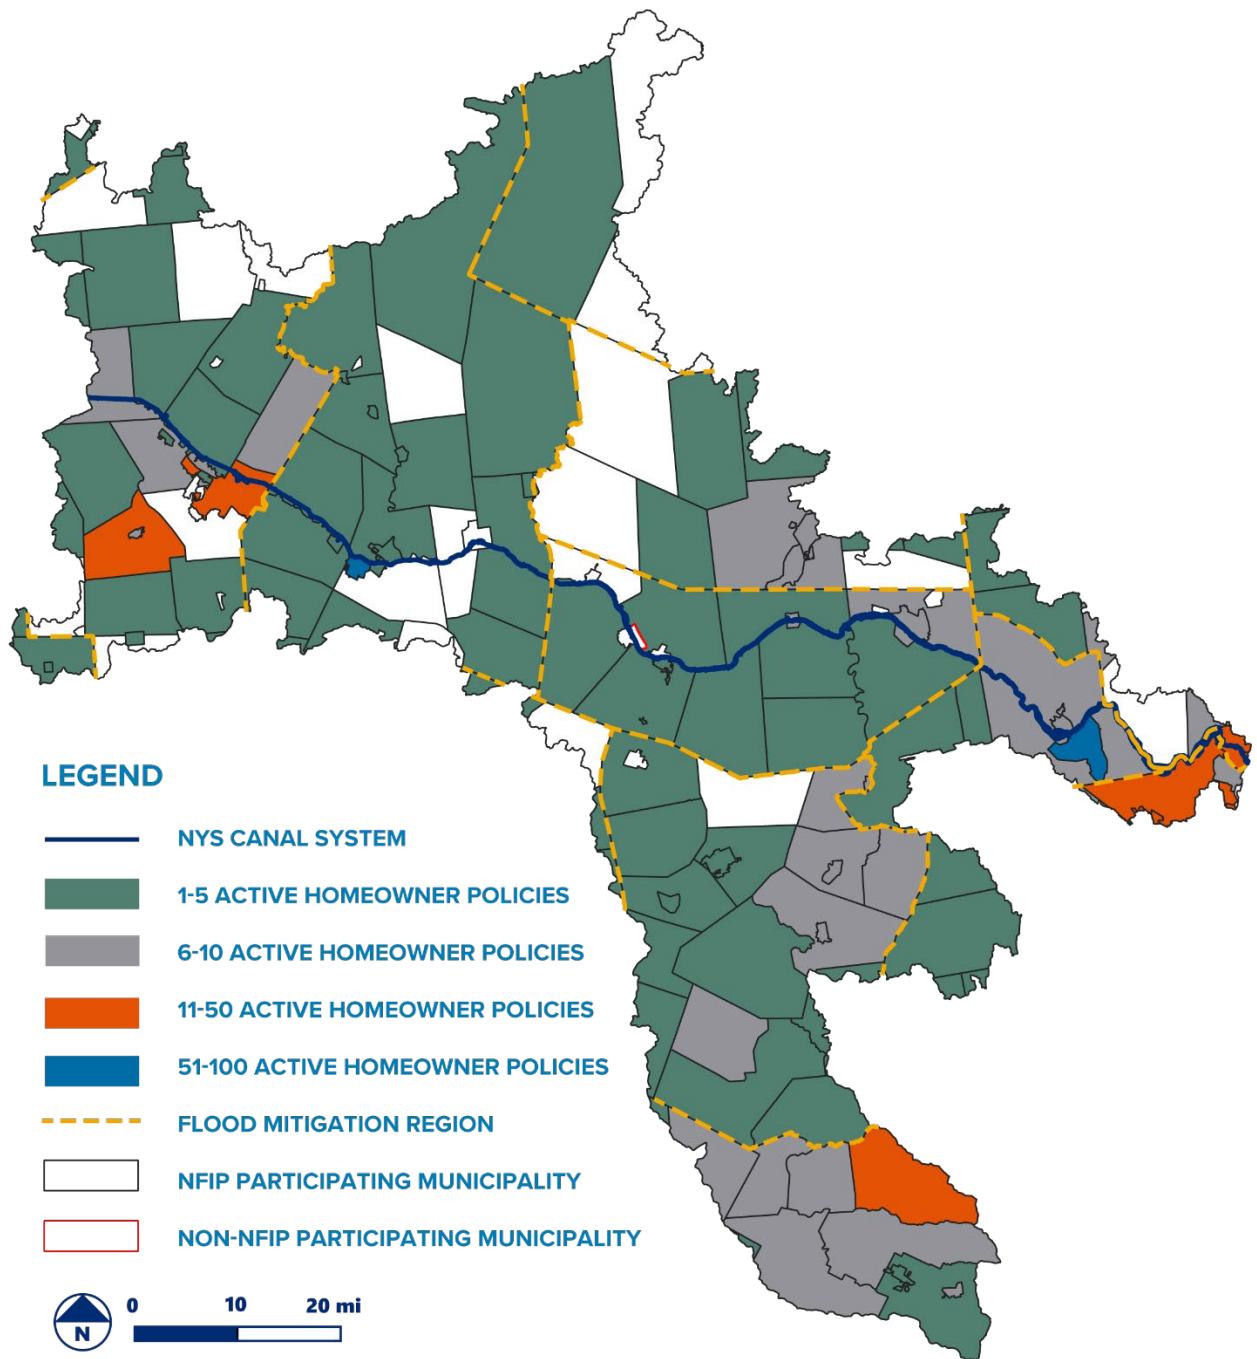 LEGEND
NYS CANAL SYSTEM
1-5 ACTIVE HOMEOWNER POLICIES
6-10 ACTIVE HOMEOWNER POLICIES
11-50 ACTIVE HOMEOWNER POLICIES
51-100 ACTIVE HOMEOWNER POLICIES
FLOOD MITIGATION REGION
NFIP PARTICIPATING MUNICIPALITY
NON-NFIP PARTICIPATING MUNICIPALITY
N 0 10 20 mi